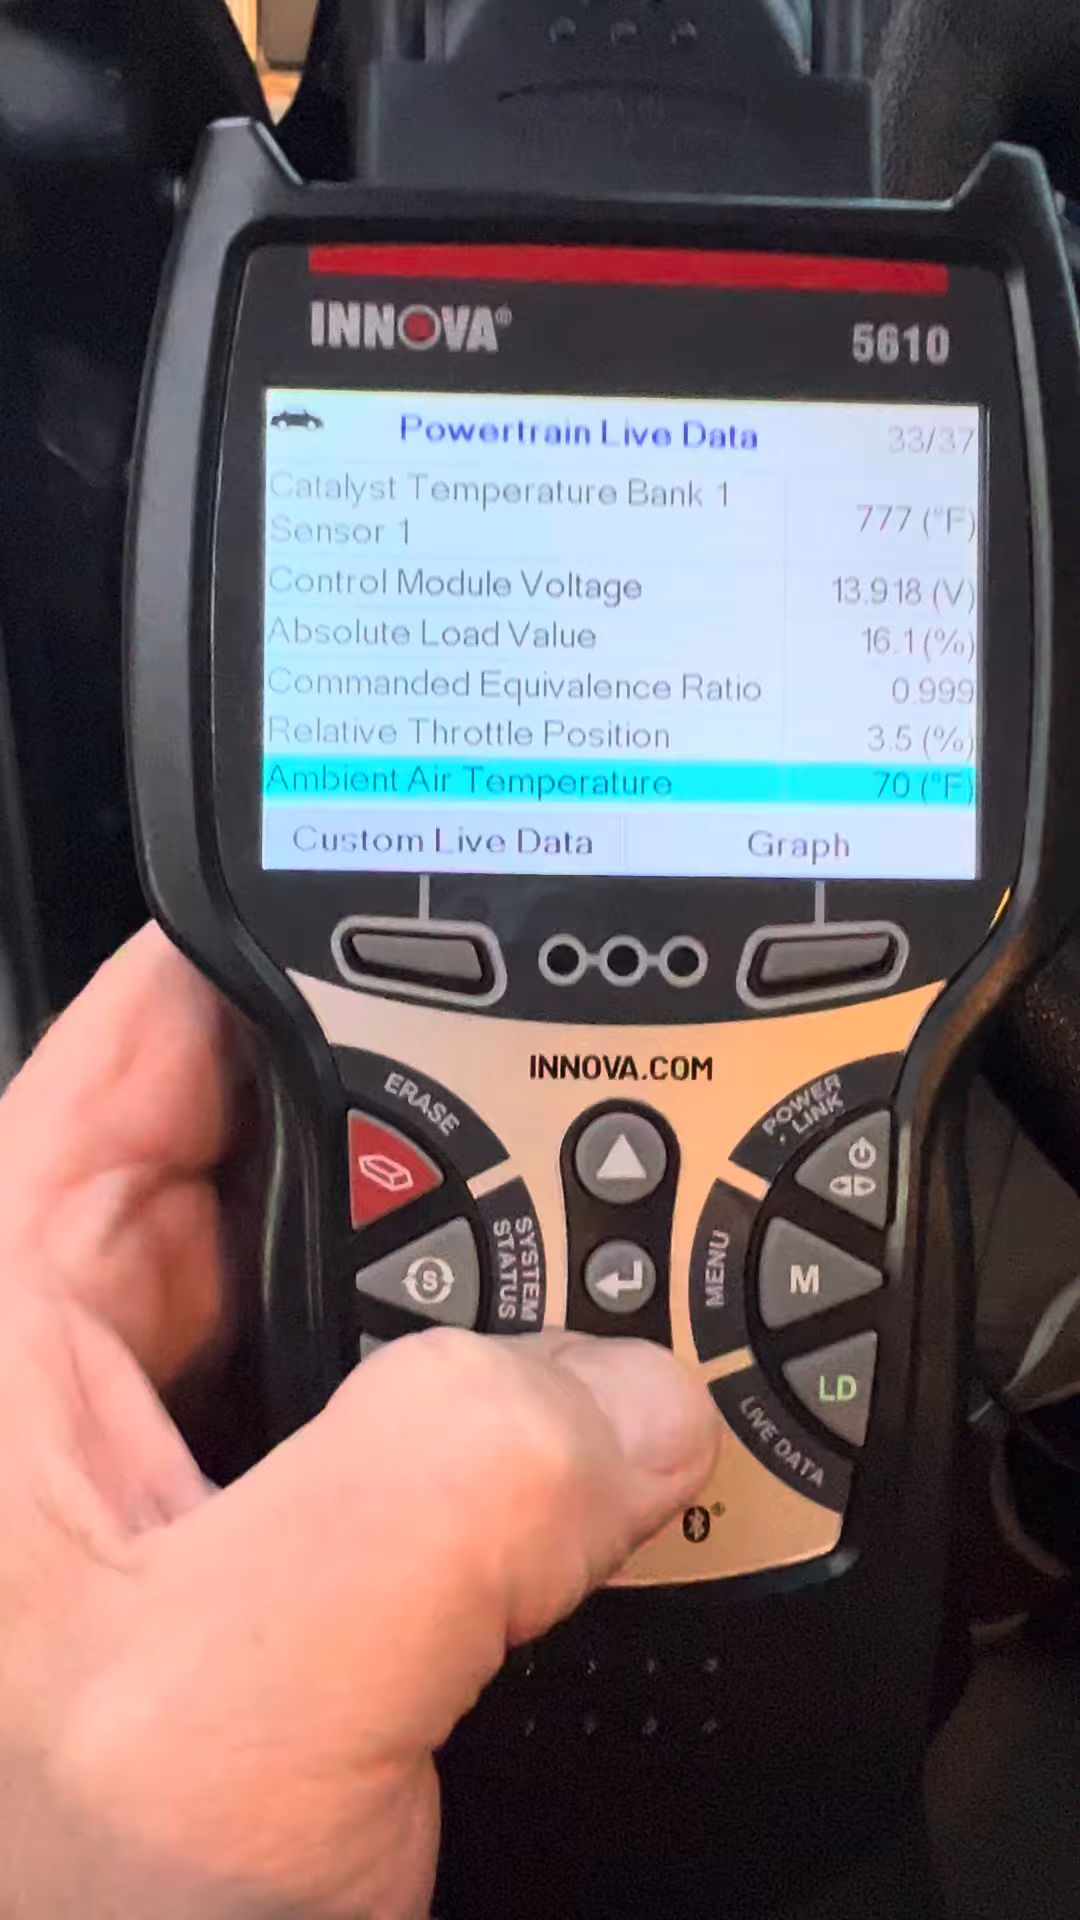 INNOVA®
5610
Powertrain Live Data 33/37
Catalyst Temperature Bank 1
Sensor 1 777 (°F)
Control Module Voltage 13.918 (V)
Absolute Load Value 16.1 (%)
Commanded Equivalence Ratio 0.999
Relative Throttle Position 3.5 (%)
Ambient Air Temperature 70 (°F)
Custom Live Data Graph
INNOVA.COM
ERASE
POWER
LINK
SYSTEM
STATUS
S
MENU
M
LD
LIVE DATA